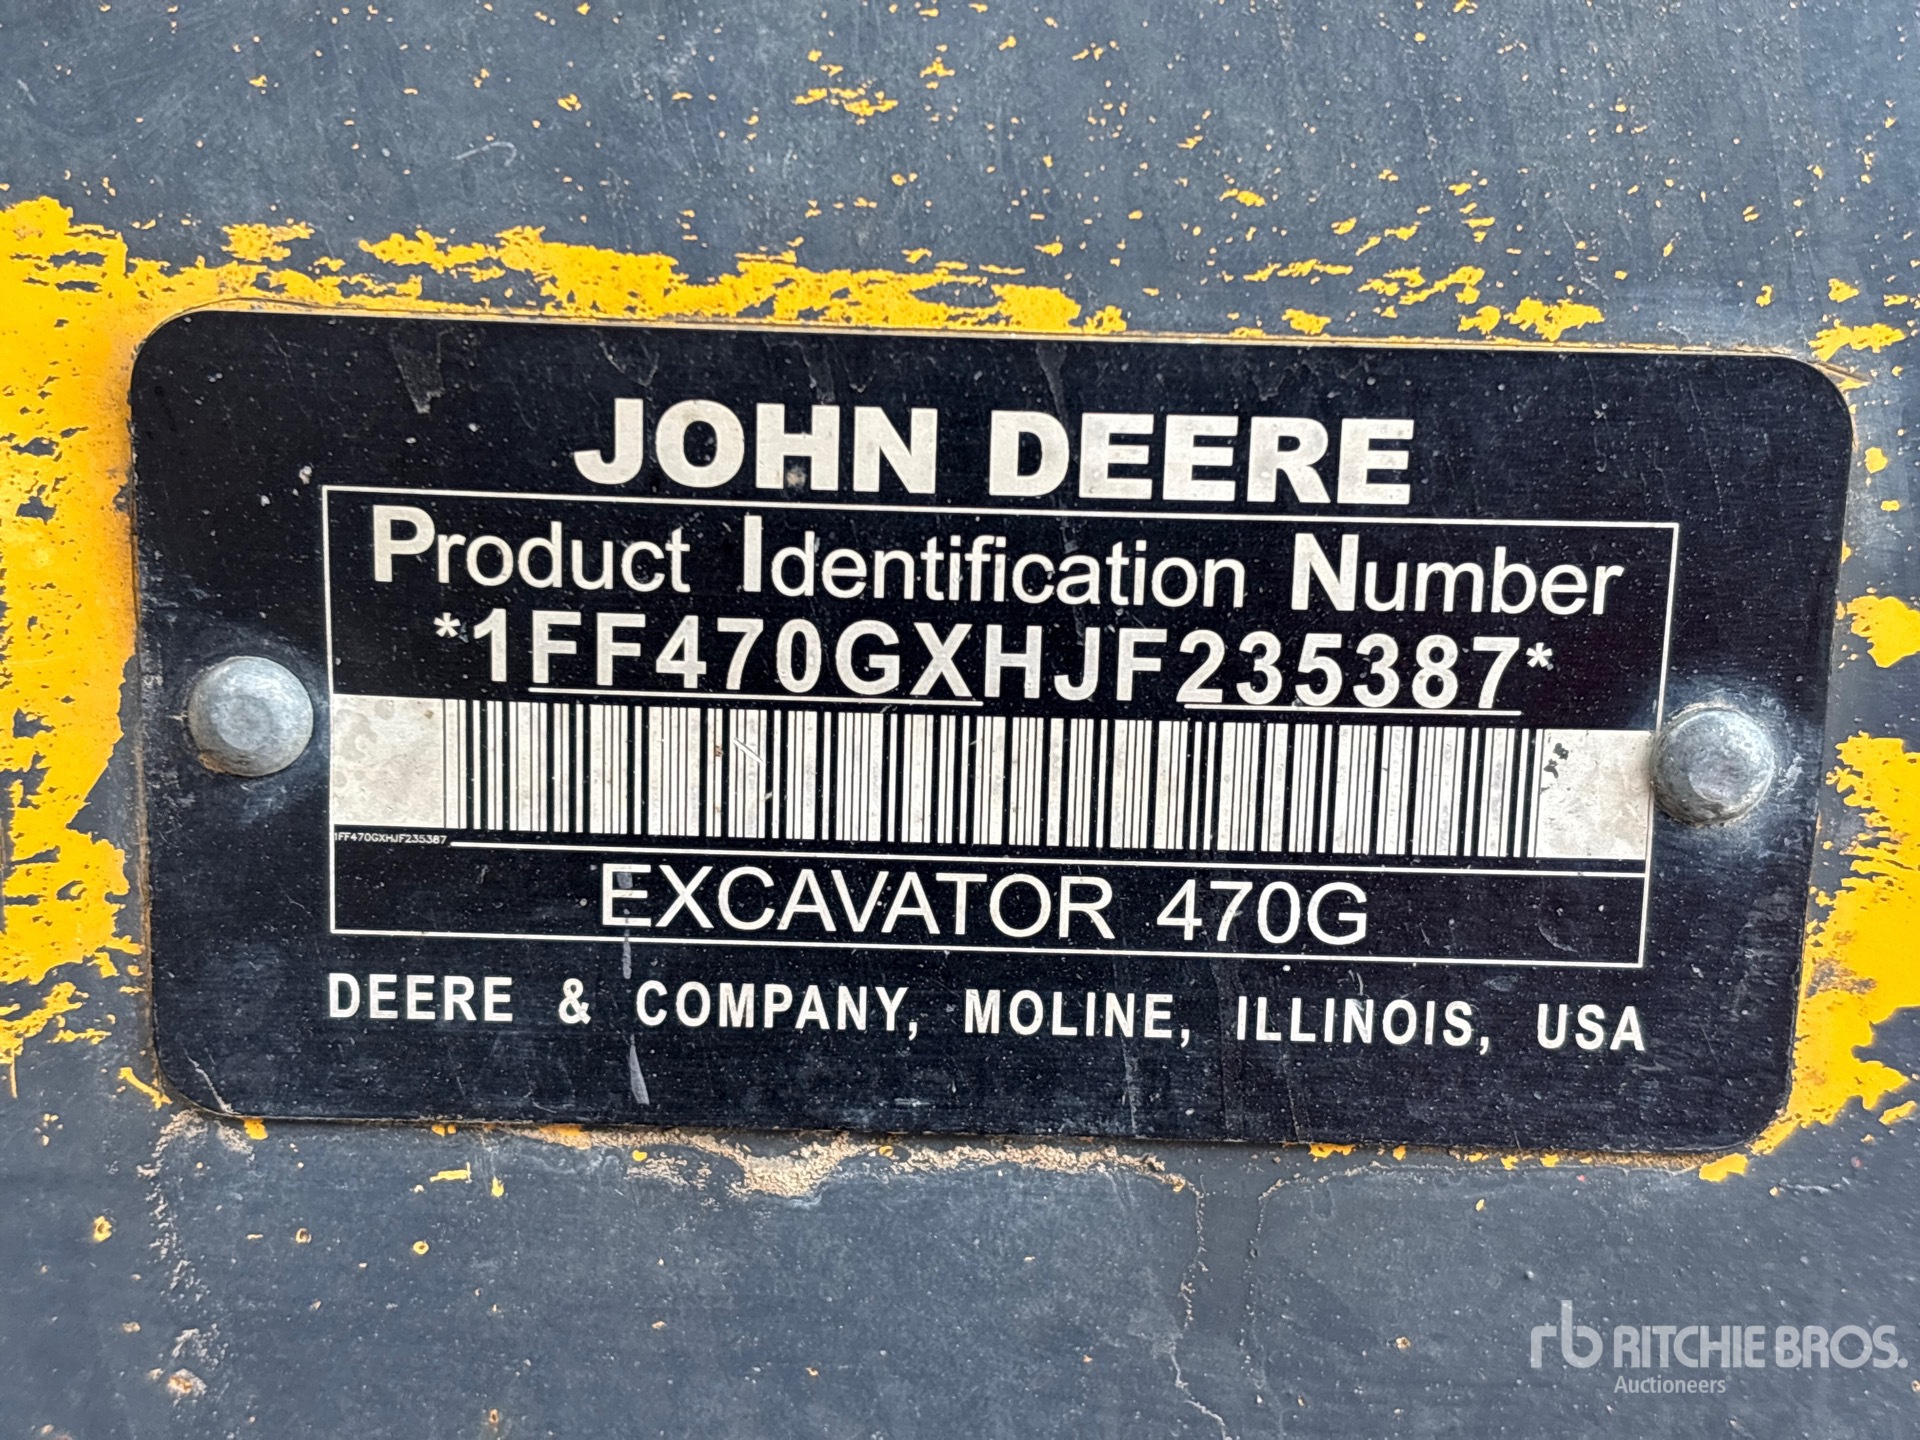 JOHN DEERE
Product Identification Number
*1FF470GXHJF235387*
1FF470GXHJF235387
EXCAVATOR 470G
DEERE & COMPANY, MOLINE, ILLINOIS, USA
rb RITCHIE BROS.
Auctioneers